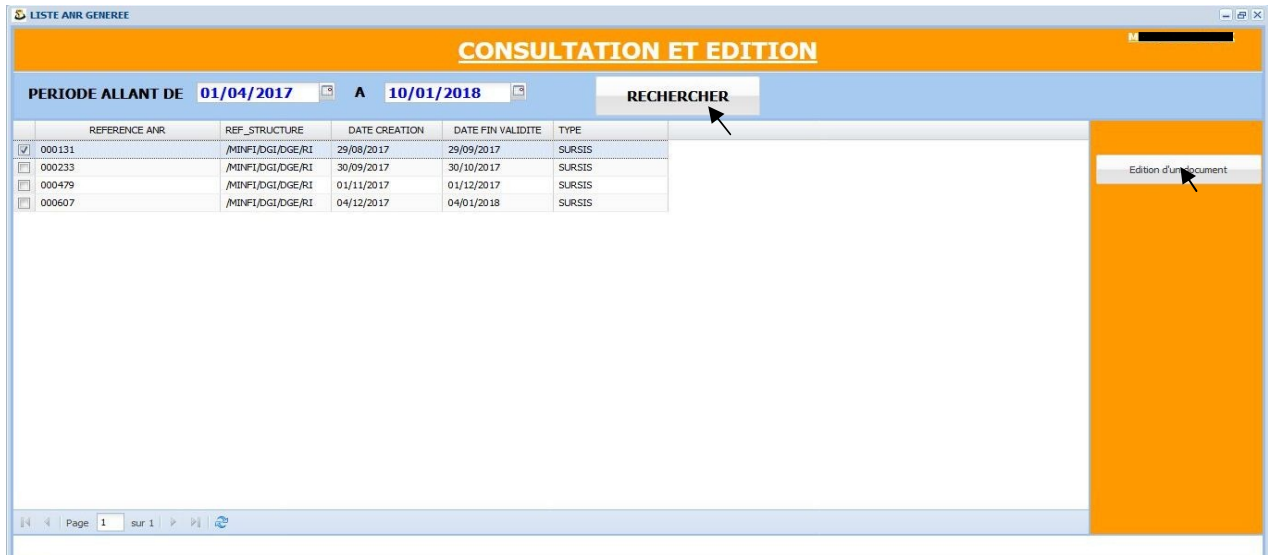 LISTE ANR GENEREE
CONSULTATION ET EDITION
M
PERIODE ALLANT DE 01/04/2017 A 10/01/2018 RECHERCHER
REFERENCE ANR REF_STRUCTURE DATE CREATION DATE FIN VALIDITE TYPE
000131 /MINFI/DGI/DGE/RI 29/08/2017 29/09/2017 SURSIS
000233 /MINFI/DGI/DGE/RI 30/09/2017 30/10/2017 SURSIS
000479 /MINFI/DGI/DGE/RI 01/11/2017 01/12/2017 SURSIS
000607 /MINFI/DGI/DGE/RI 04/12/2017 04/01/2018 SURSIS
Edition d'un document
Page 1 sur 1